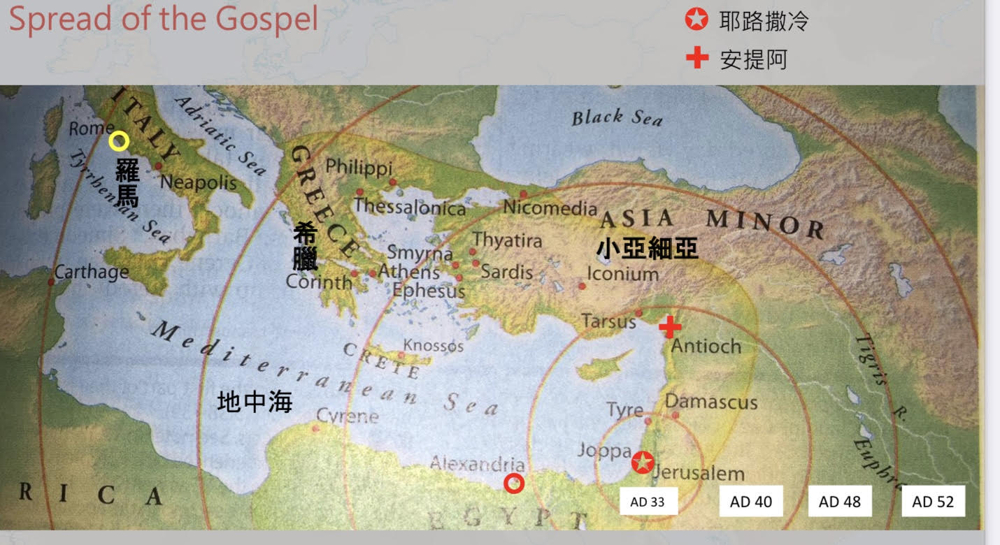 Spread of the Gospel
耶路撒冷
安提阿
ITALY
Adriatic Sea
Black Sea
Rome
羅馬
Tyrrhenian Sea
Neapolis
GREECE
希臘
Philippi
Thessalonica
Nicomedia
ASIA MINOR
小亞細亞
Thyatira
Smyrna
Carthage
Athens
Sardis
Iconium
Corinth
Ephesus
Tarsus
Antioch
Mediterranean Sea
地中海
CRETE
Knossos
Tigris
R.
Cyrene
Tyre
Damascus
Joppa
Jerusalem
Alexandria
Euphra
RICA
EGYPT
AD 33
AD 40
AD 48
AD 52